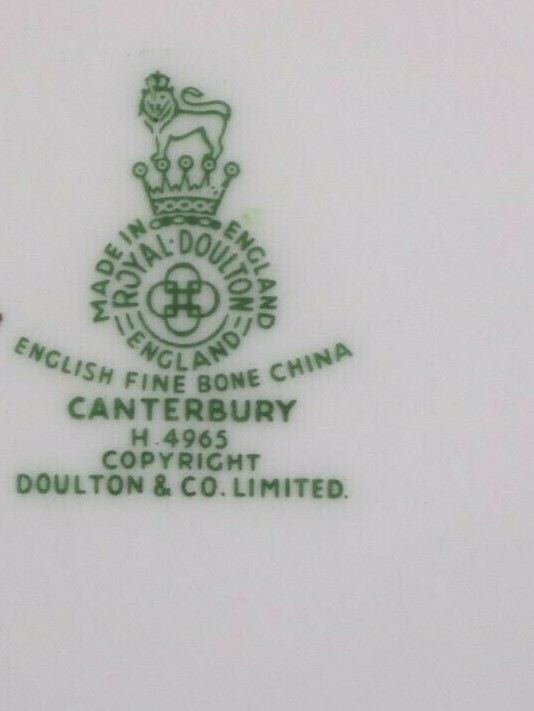 MADE IN ENGLAND
ROYAL·DOULTON
ENGLAND
ENGLISH FINE BONE CHINA
CANTERBURY
H.4965
COPYRIGHT
DOULTON & CO. LIMITED.